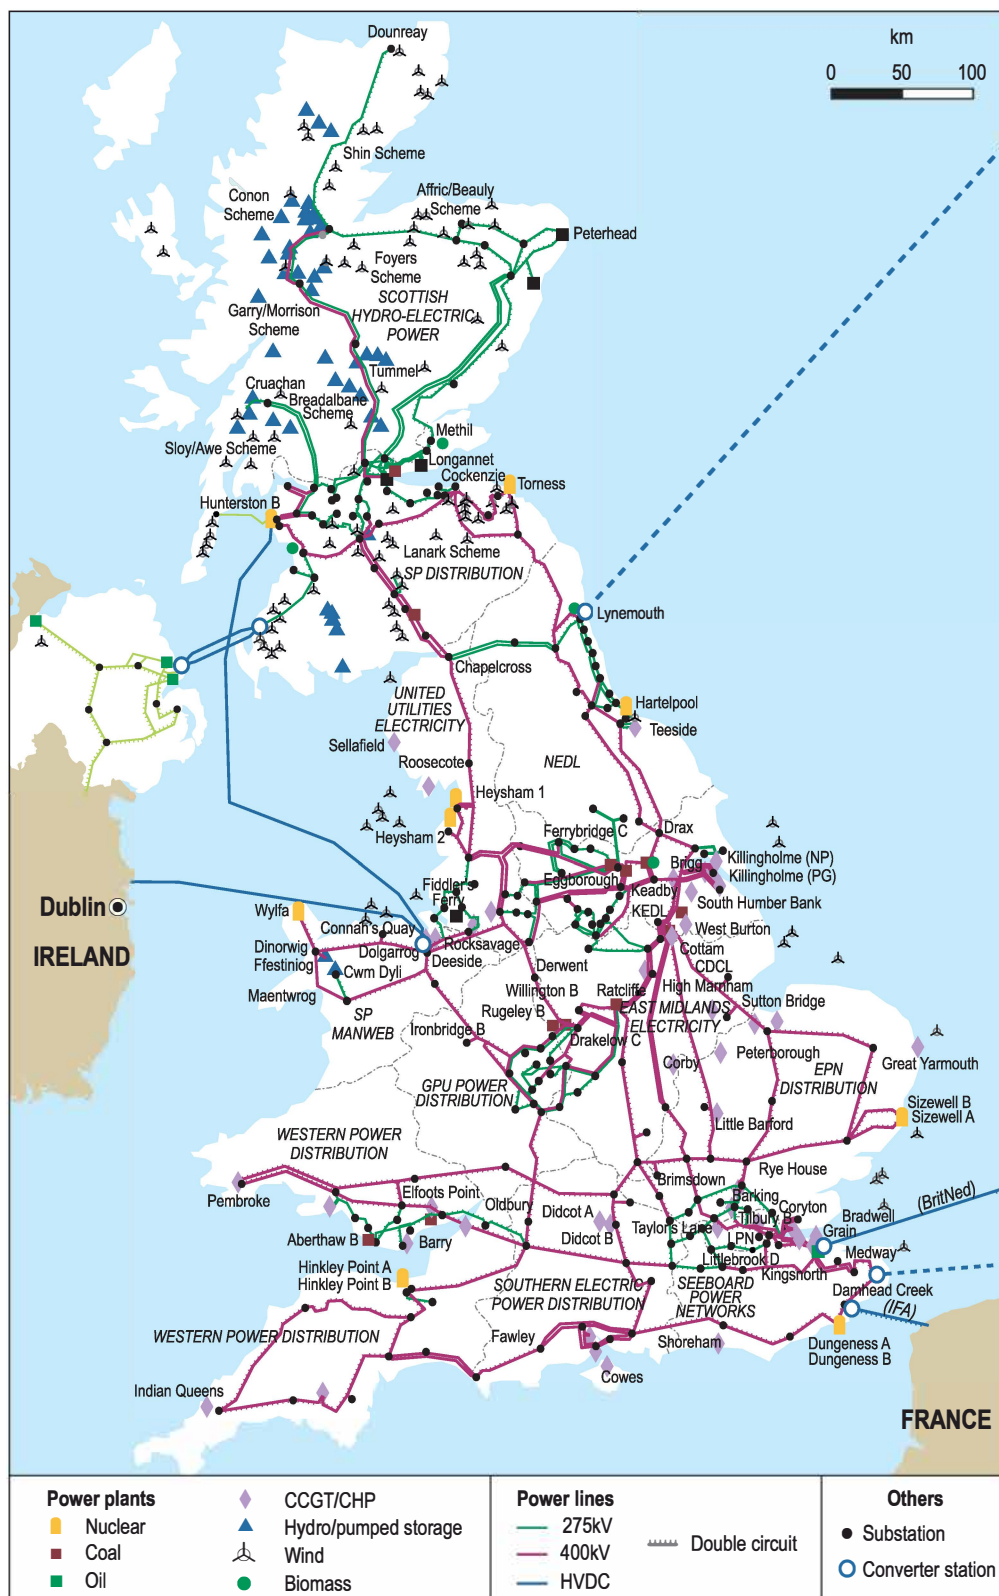 Dounreay
km
0 50 100
Shin Scheme
Conon
Scheme
Affric/Beauly
Scheme
Peterhead
Foyers
Scheme
SCOTTISH
HYDRO-ELECTRIC
POWER
Garry/Morrison
Scheme
Tummel
Cruachan
Breadalbane
Scheme
Sloy/Awe Scheme
Methil
Longannet
Cockenzie
Torness
Hunterston B
Lanark Scheme
SP DISTRIBUTION
Lynemouth
Chapelcross
UNITED
UTILITIES
ELECTRICITY
Hartelpool
Teeside
Sellafield
Roosecote
NEDL
Heysham 1
Heysham 2
Ferrybridge C
Drax
Brigg
Killingholme (NP)
Killingholme (PG)
Eggborough
Keadby
South Humber Bank
Fiddler's
Ferry
KEDL
West Burton
Dublin
IRELAND
Wylfa
Connah's Quay
Rocksavage
Cottam
Dinorwig
Dolgarrog
Deeside
CDCL
Ffestiniog
Cwm Dyli
Derwent
High Marnham
Maentwrog
Willington B
Ratcliffe
Sutton Bridge
SP
MANWEB
Rugeley B
EAST MIDLANDS
ELECTRICITY
Ironbridge B
Drakelow C
Peterborough
Great Yarmouth
Corby
EPN
DISTRIBUTION
GPU POWER
DISTRIBUTION
Sizewell B
Sizewell A
Little Barford
WESTERN POWER
DISTRIBUTION
Rye House
Pembroke
Elfoots Point
Brimsdown
Oldbury
Barking
(BritNed)
Didcot A
Tilbury B
Coryton
Bradwell
Taylor's Lane
Grain
Aberthaw B
Barry
Didcot B
LPN
Medway
Littlebrook D
Hinkley Point A
Hinkley Point B
Kingsnorth
SOUTHERN ELECTRIC
POWER DISTRIBUTION
SEEBOARD
POWER
NETWORKS
Damhead Creek
(IFA)
WESTERN POWER DISTRIBUTION
Fawley
Shoreham
Dungeness A
Dungeness B
Cowes
Indian Queens
FRANCE
Power plants
Nuclear
Coal
Oil
CCGT/CHP
Hydro/pumped storage
Wind
Biomass
Power lines
275kV
400kV
HVDC
Double circuit
Others
Substation
Converter station